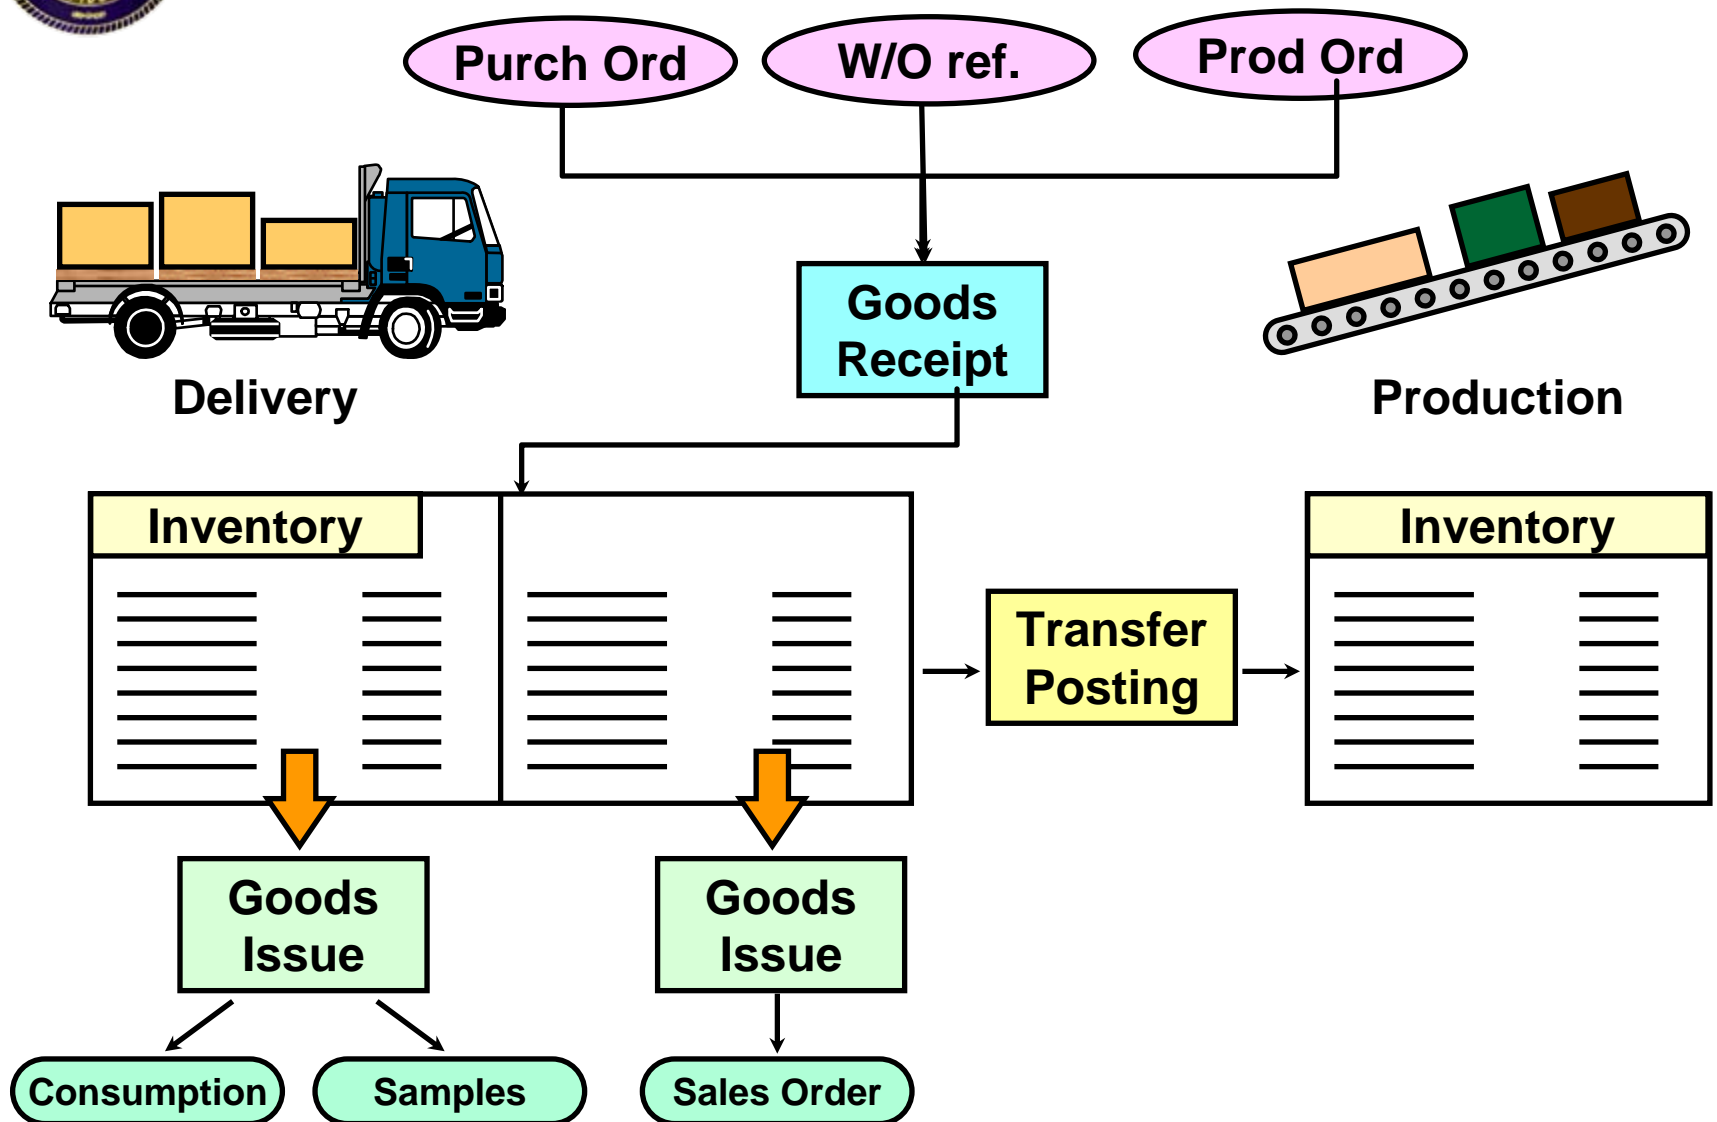 Purch Ord
W/O ref.
Prod Ord
Goods
Receipt
Delivery
Production
Inventory
Inventory
Transfer
Posting
Goods
Issue
Goods
Issue
Consumption
Samples
Sales Order